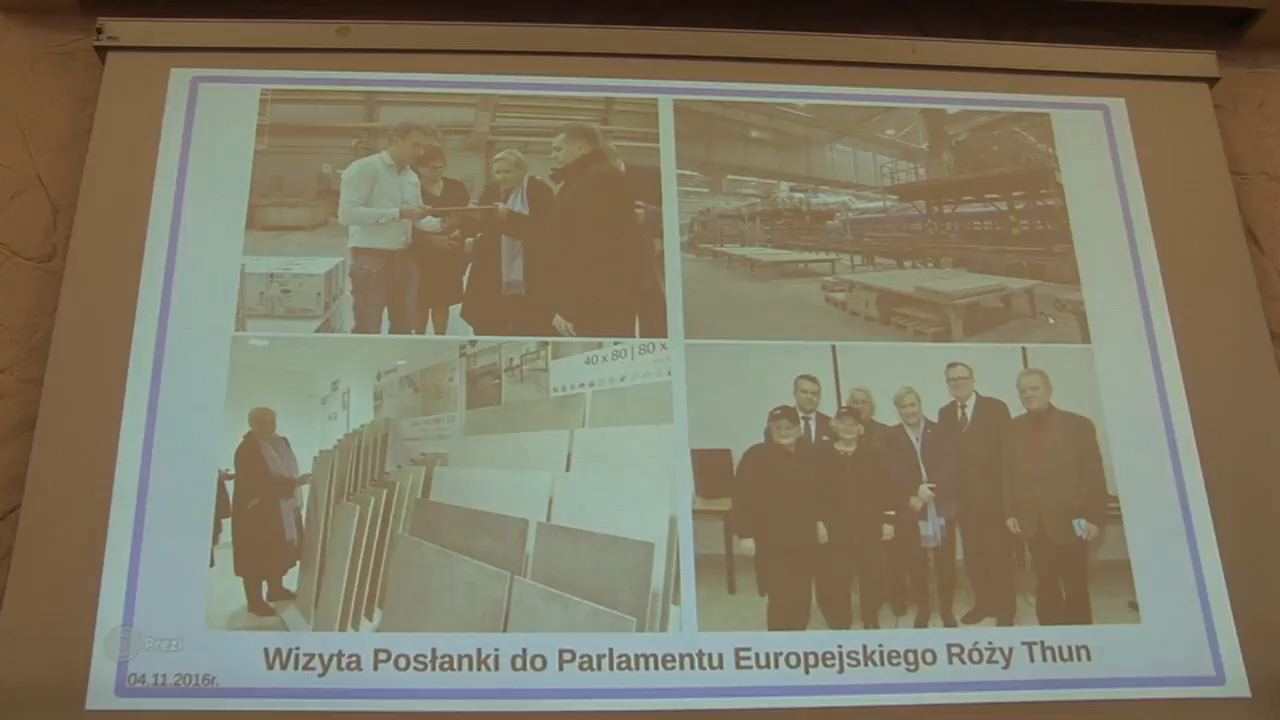 40 x 80 | 80 x
Wizyta Posłanki do Parlamentu Europejskiego Róży Thun
Prezi
04.11.2016r.